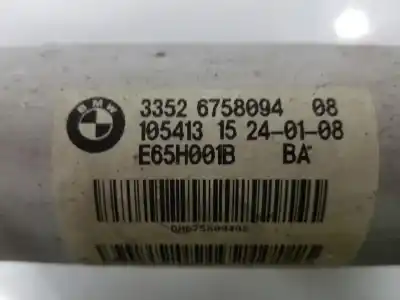 BMW
3352 6758094 08
105413 15 24-01-08
E65H001B BA